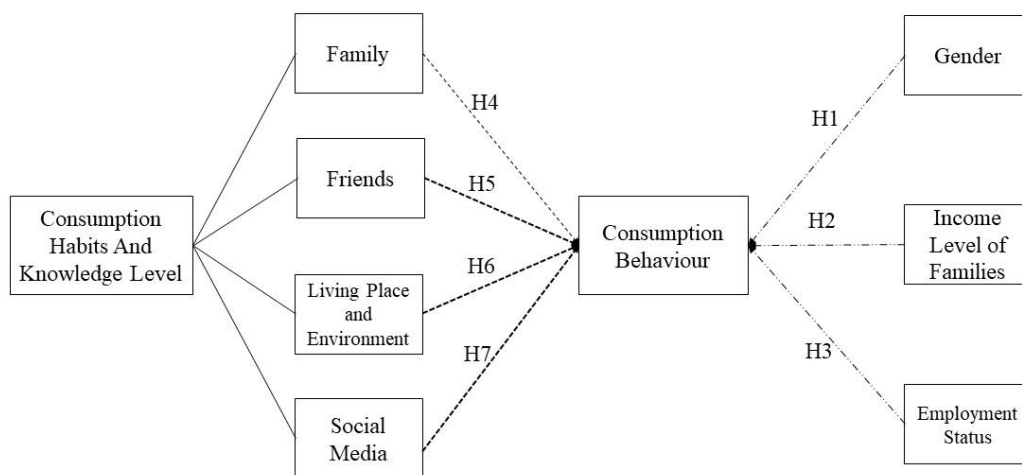 Family
Gender
H4
H1
Friends
H5
Consumption
Habits And
Knowledge Level
Consumption
Behaviour
H2
Income
Level of
Families
H6
Living Place
and
Environment
H7
H3
Social
Media
Employment
Status